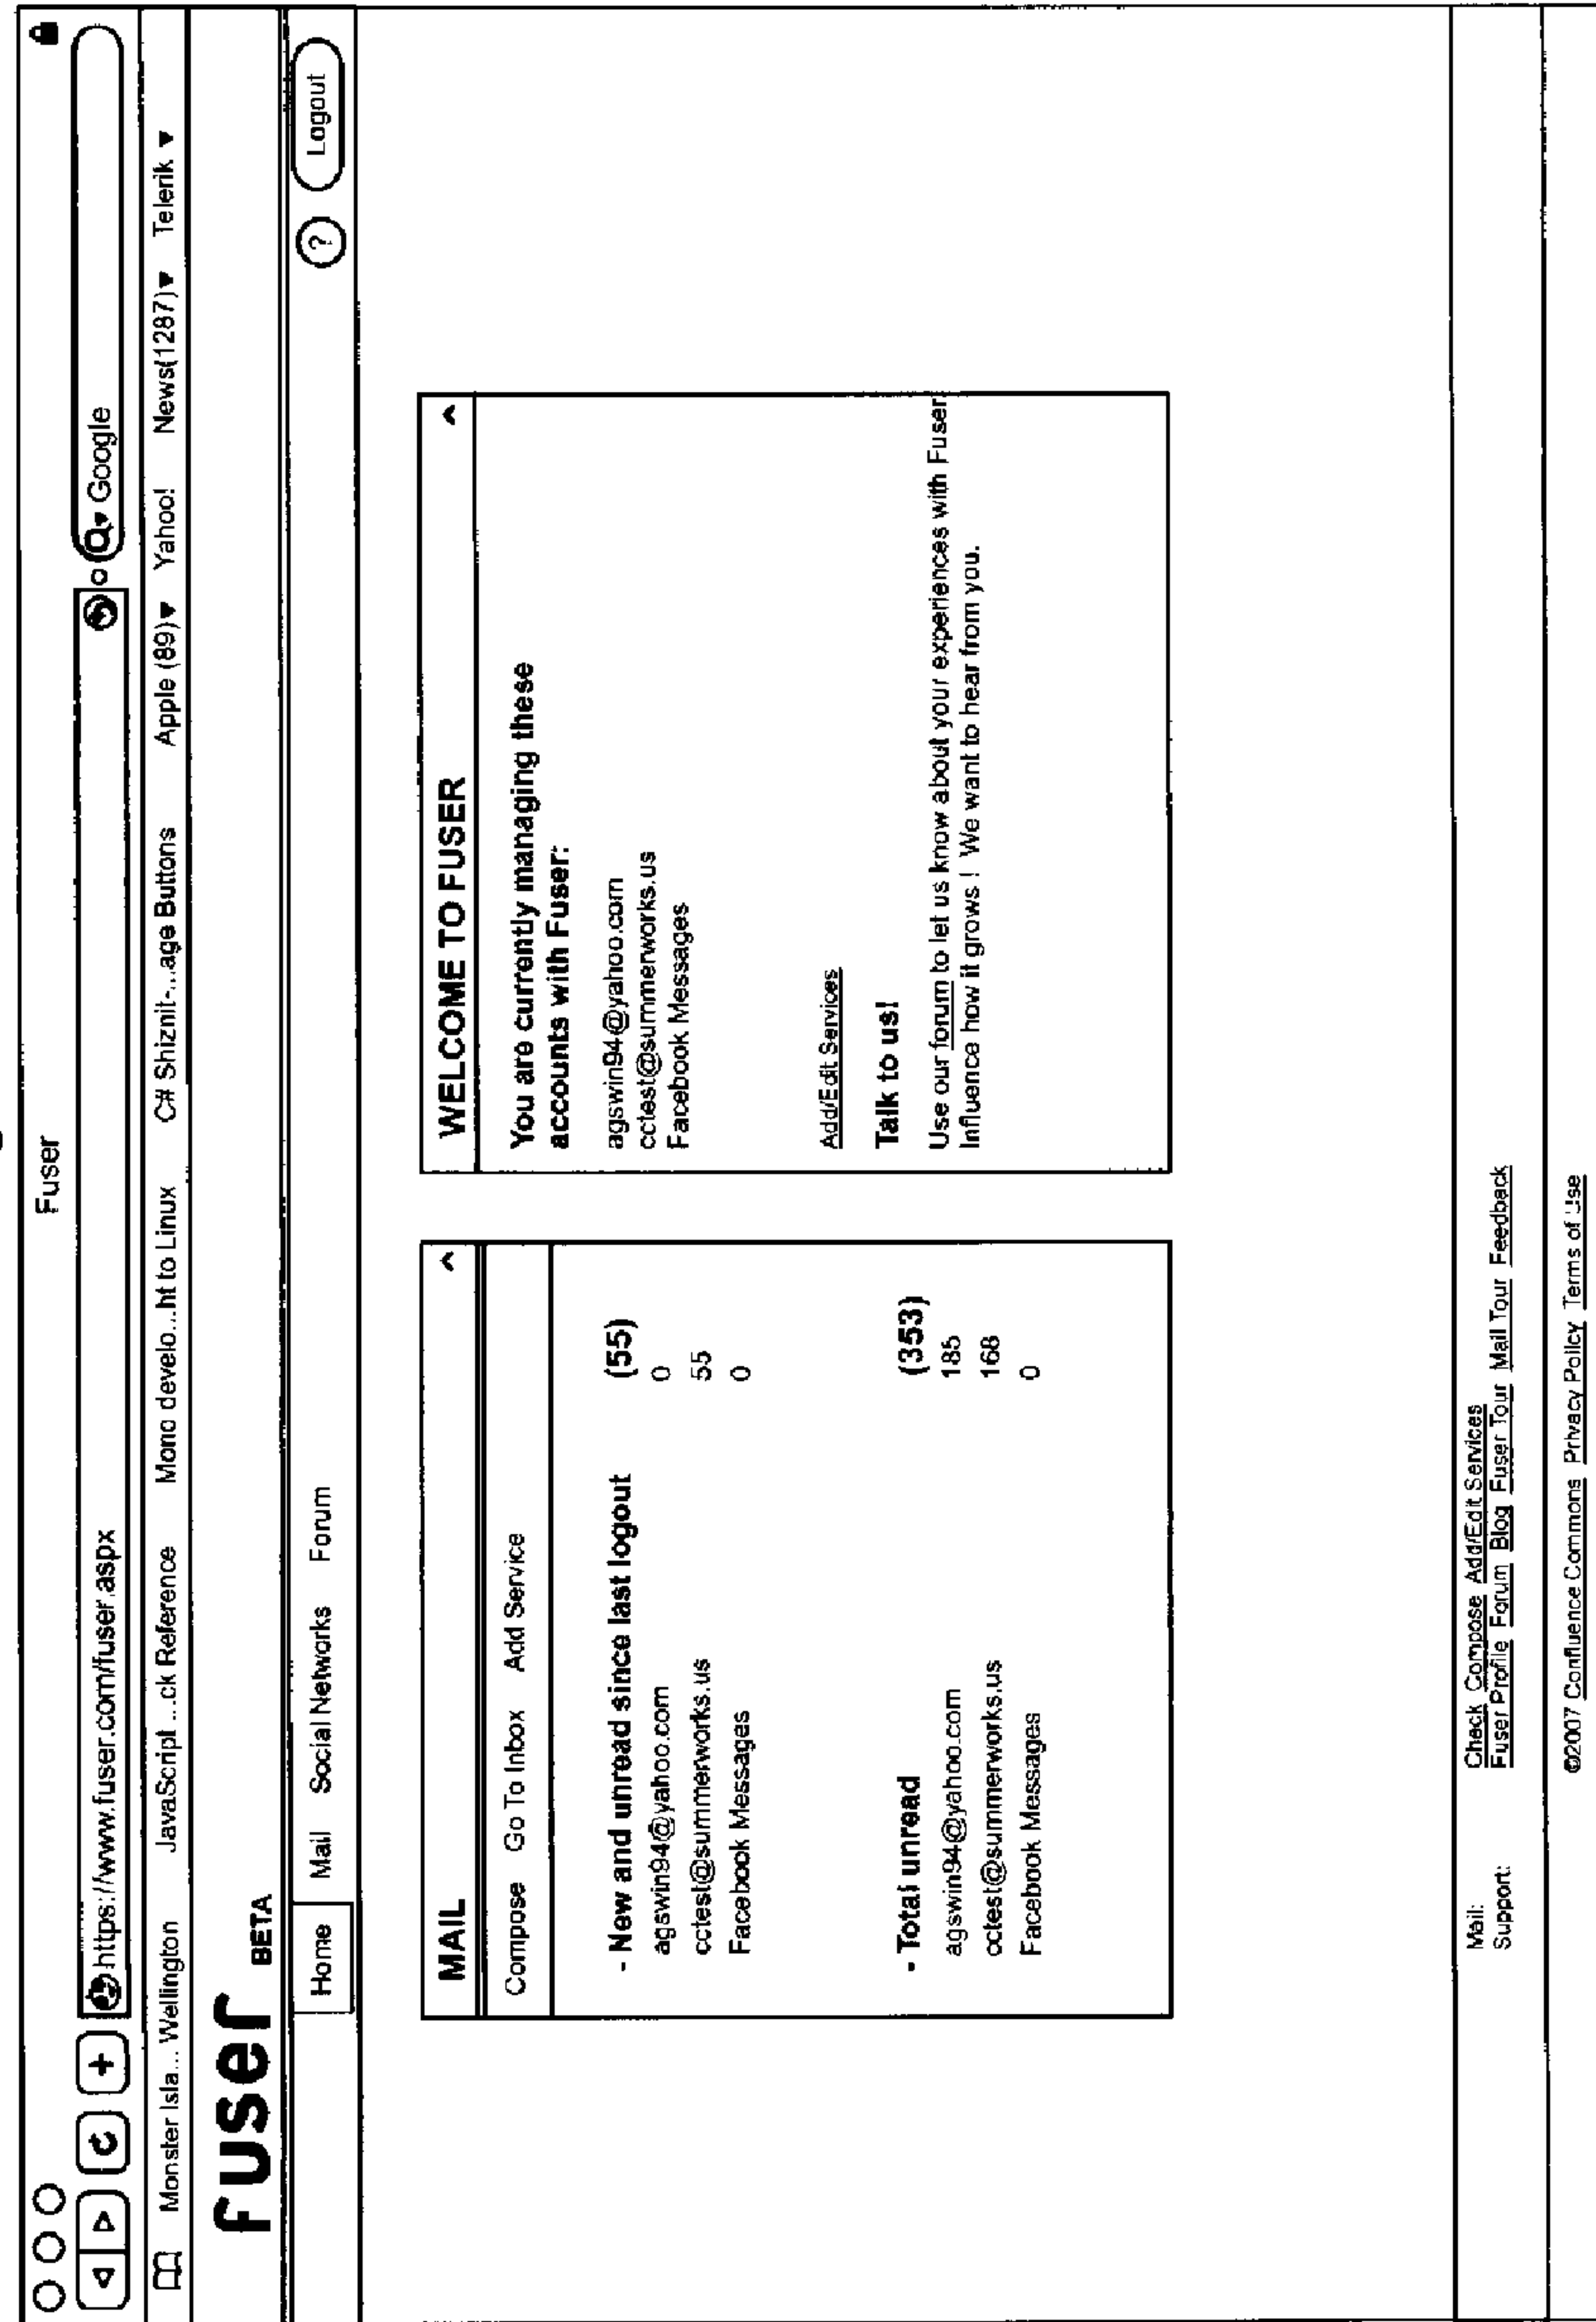 Fuser
https://www.fuser.com/fuser.aspx Google
Monster Isla... Wellington JavaScript ...ck Reference Mono develo...ht to Linux C# Shiznit-...age Buttons Apple (89) Yahoo! News(1287) Telerik
fuser BETA
Home Mail Social Networks Forum ? Logout
MAIL
Compose Go To Inbox Add Service
- New and unread since last logout (55)
agswin94@yahoo.com 0
cctest@summerworks.us 55
Facebook Messages 0
- Total unread (353)
agswin94@yahoo.com 185
cctest@summerworks.us 168
Facebook Messages 0
WELCOME TO FUSER
You are currently managing these
accounts with Fuser:
agswin94@yahoo.com
cctest@summerworks.us
Facebook Messages
Add/Edit Services
Talk to us!
Use our forum to let us know about your experiences with Fuser.
Influence how it grows ! We want to hear from you.
Mail: Check Compose Add/Edit Services
Support: Fuser Profile Forum Blog Fuser Tour Mail Tour Feedback
©2007 Confluence Commons Privacy Policy Terms of Use